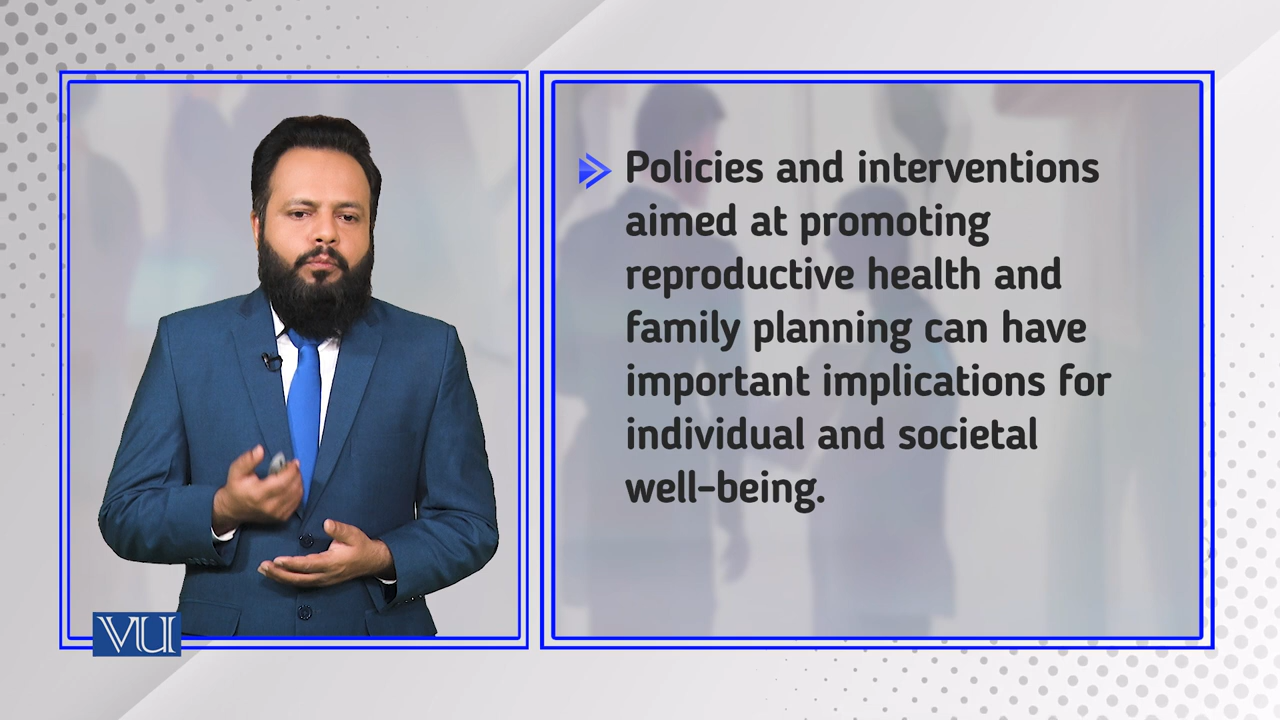 Policies and interventions
aimed at promoting
reproductive health and
family planning can have
important implications for
individual and societal
well-being.
VU